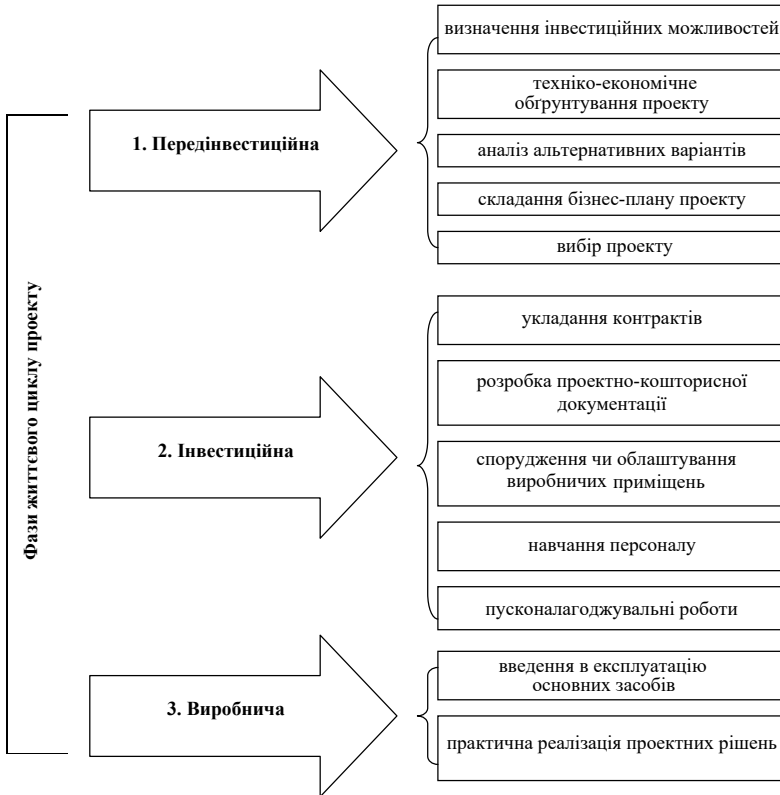 Фази життєвого циклу проекту
1. Передінвестиційна
визначення інвестиційних можливостей
техніко-економічне
обґрунтування проекту
аналіз альтернативних варіантів
складання бізнес-плану проекту
вибір проекту
2. Інвестиційна
укладання контрактів
розробка проектно-кошторисної
документації
спорудження чи облаштування
виробничих приміщень
навчання персоналу
пусконалагоджувальні роботи
3. Виробнича
введення в експлуатацію
основних засобів
практична реалізація проектних рішень